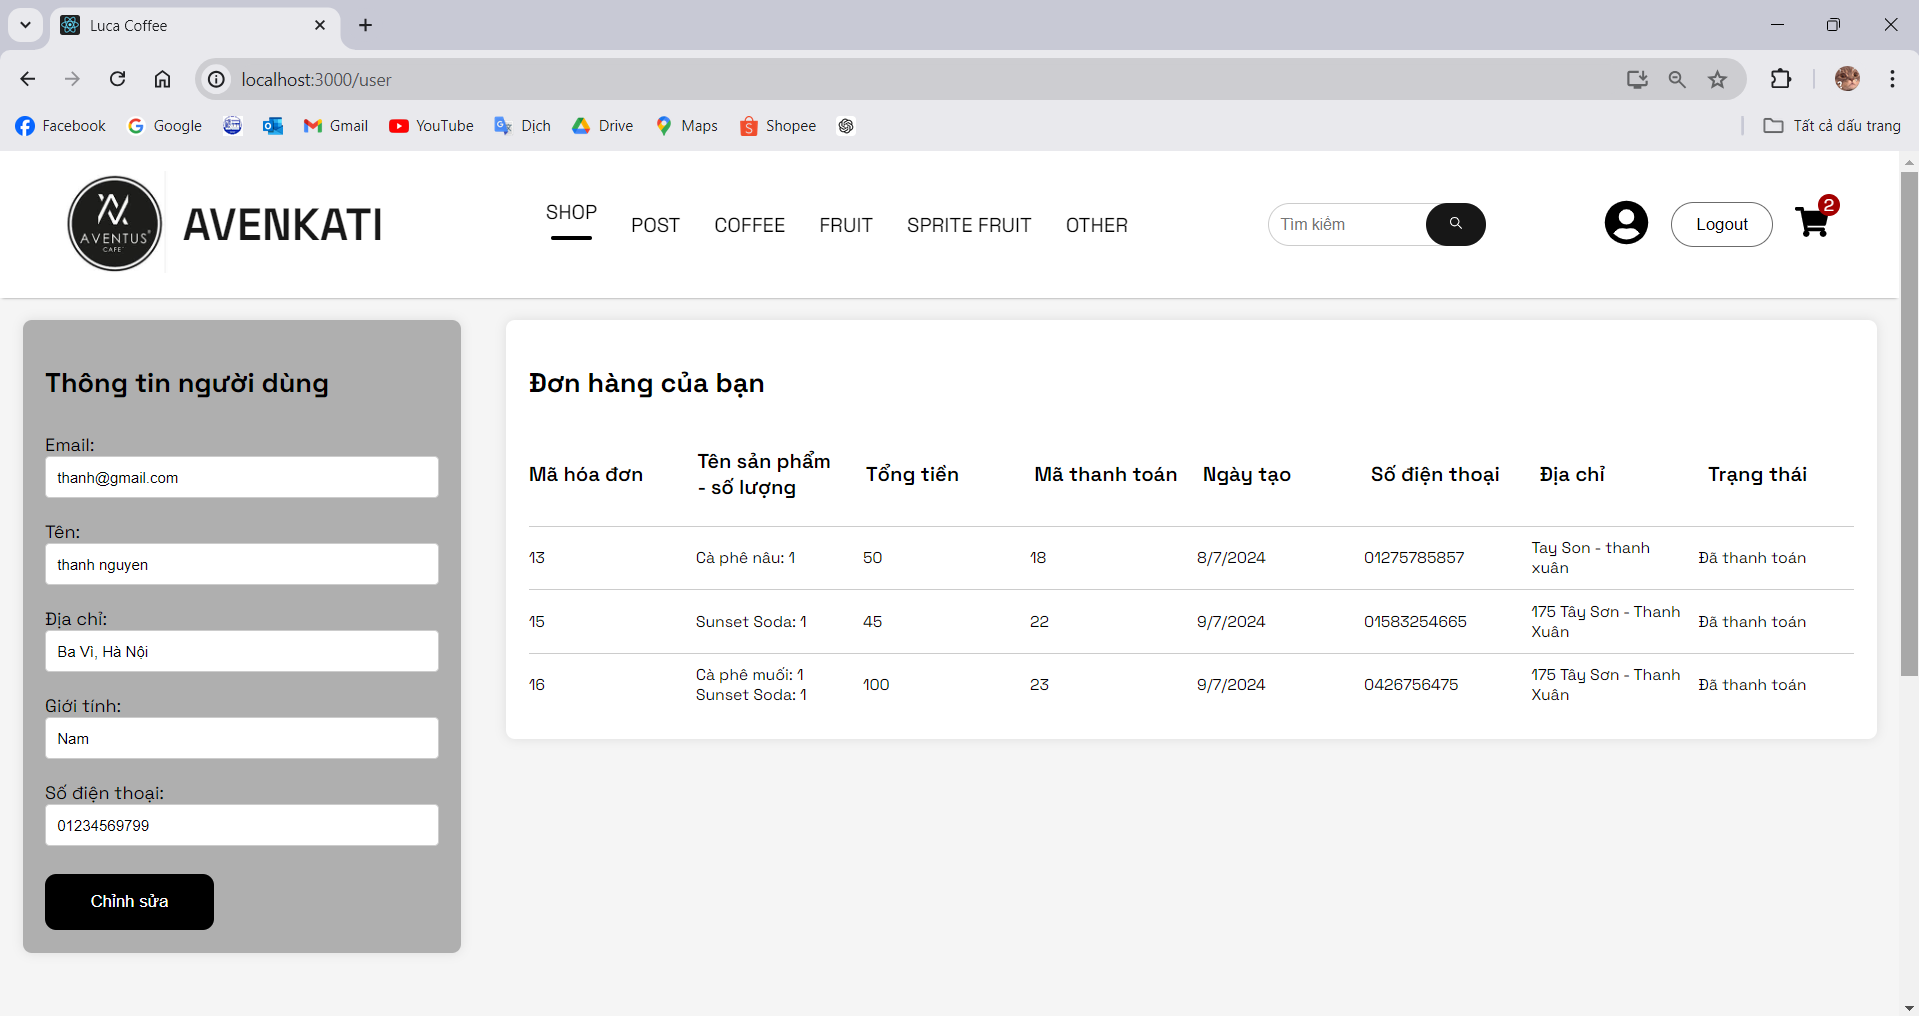 Luca Coffee
localhost:3000/user
Facebook
Google
Gmail
YouTube
Dịch
Drive
Maps
Shopee
Tất cả dấu trang
AVENTUS
CAFE
AVENKATI
SHOP
POST
COFFEE
FRUIT
SPRITE FRUIT
OTHER
Tìm kiếm
Logout
2
Thông tin người dùng
Email:
thanh@gmail.com
Tên:
thanh nguyen
Địa chỉ:
Ba Vì, Hà Nội
Giới tính:
Nam
Số điện thoại:
01234569799
Chỉnh sửa
Đơn hàng của bạn
Mã hóa đơn
Tên sản phẩm
- số lượng
Tổng tiền
Mã thanh toán
Ngày tạo
Số điện thoại
Địa chỉ
Trạng thái
13
Cà phê nâu: 1
50
18
8/7/2024
01275785857
Tay Son - thanh
xuân
Đã thanh toán
15
Sunset Soda: 1
45
22
9/7/2024
01583254665
175 Tây Sơn - Thanh
Xuân
Đã thanh toán
16
Cà phê muối: 1
Sunset Soda: 1
100
23
9/7/2024
0426756475
175 Tây Sơn - Thanh
Xuân
Đã thanh toán